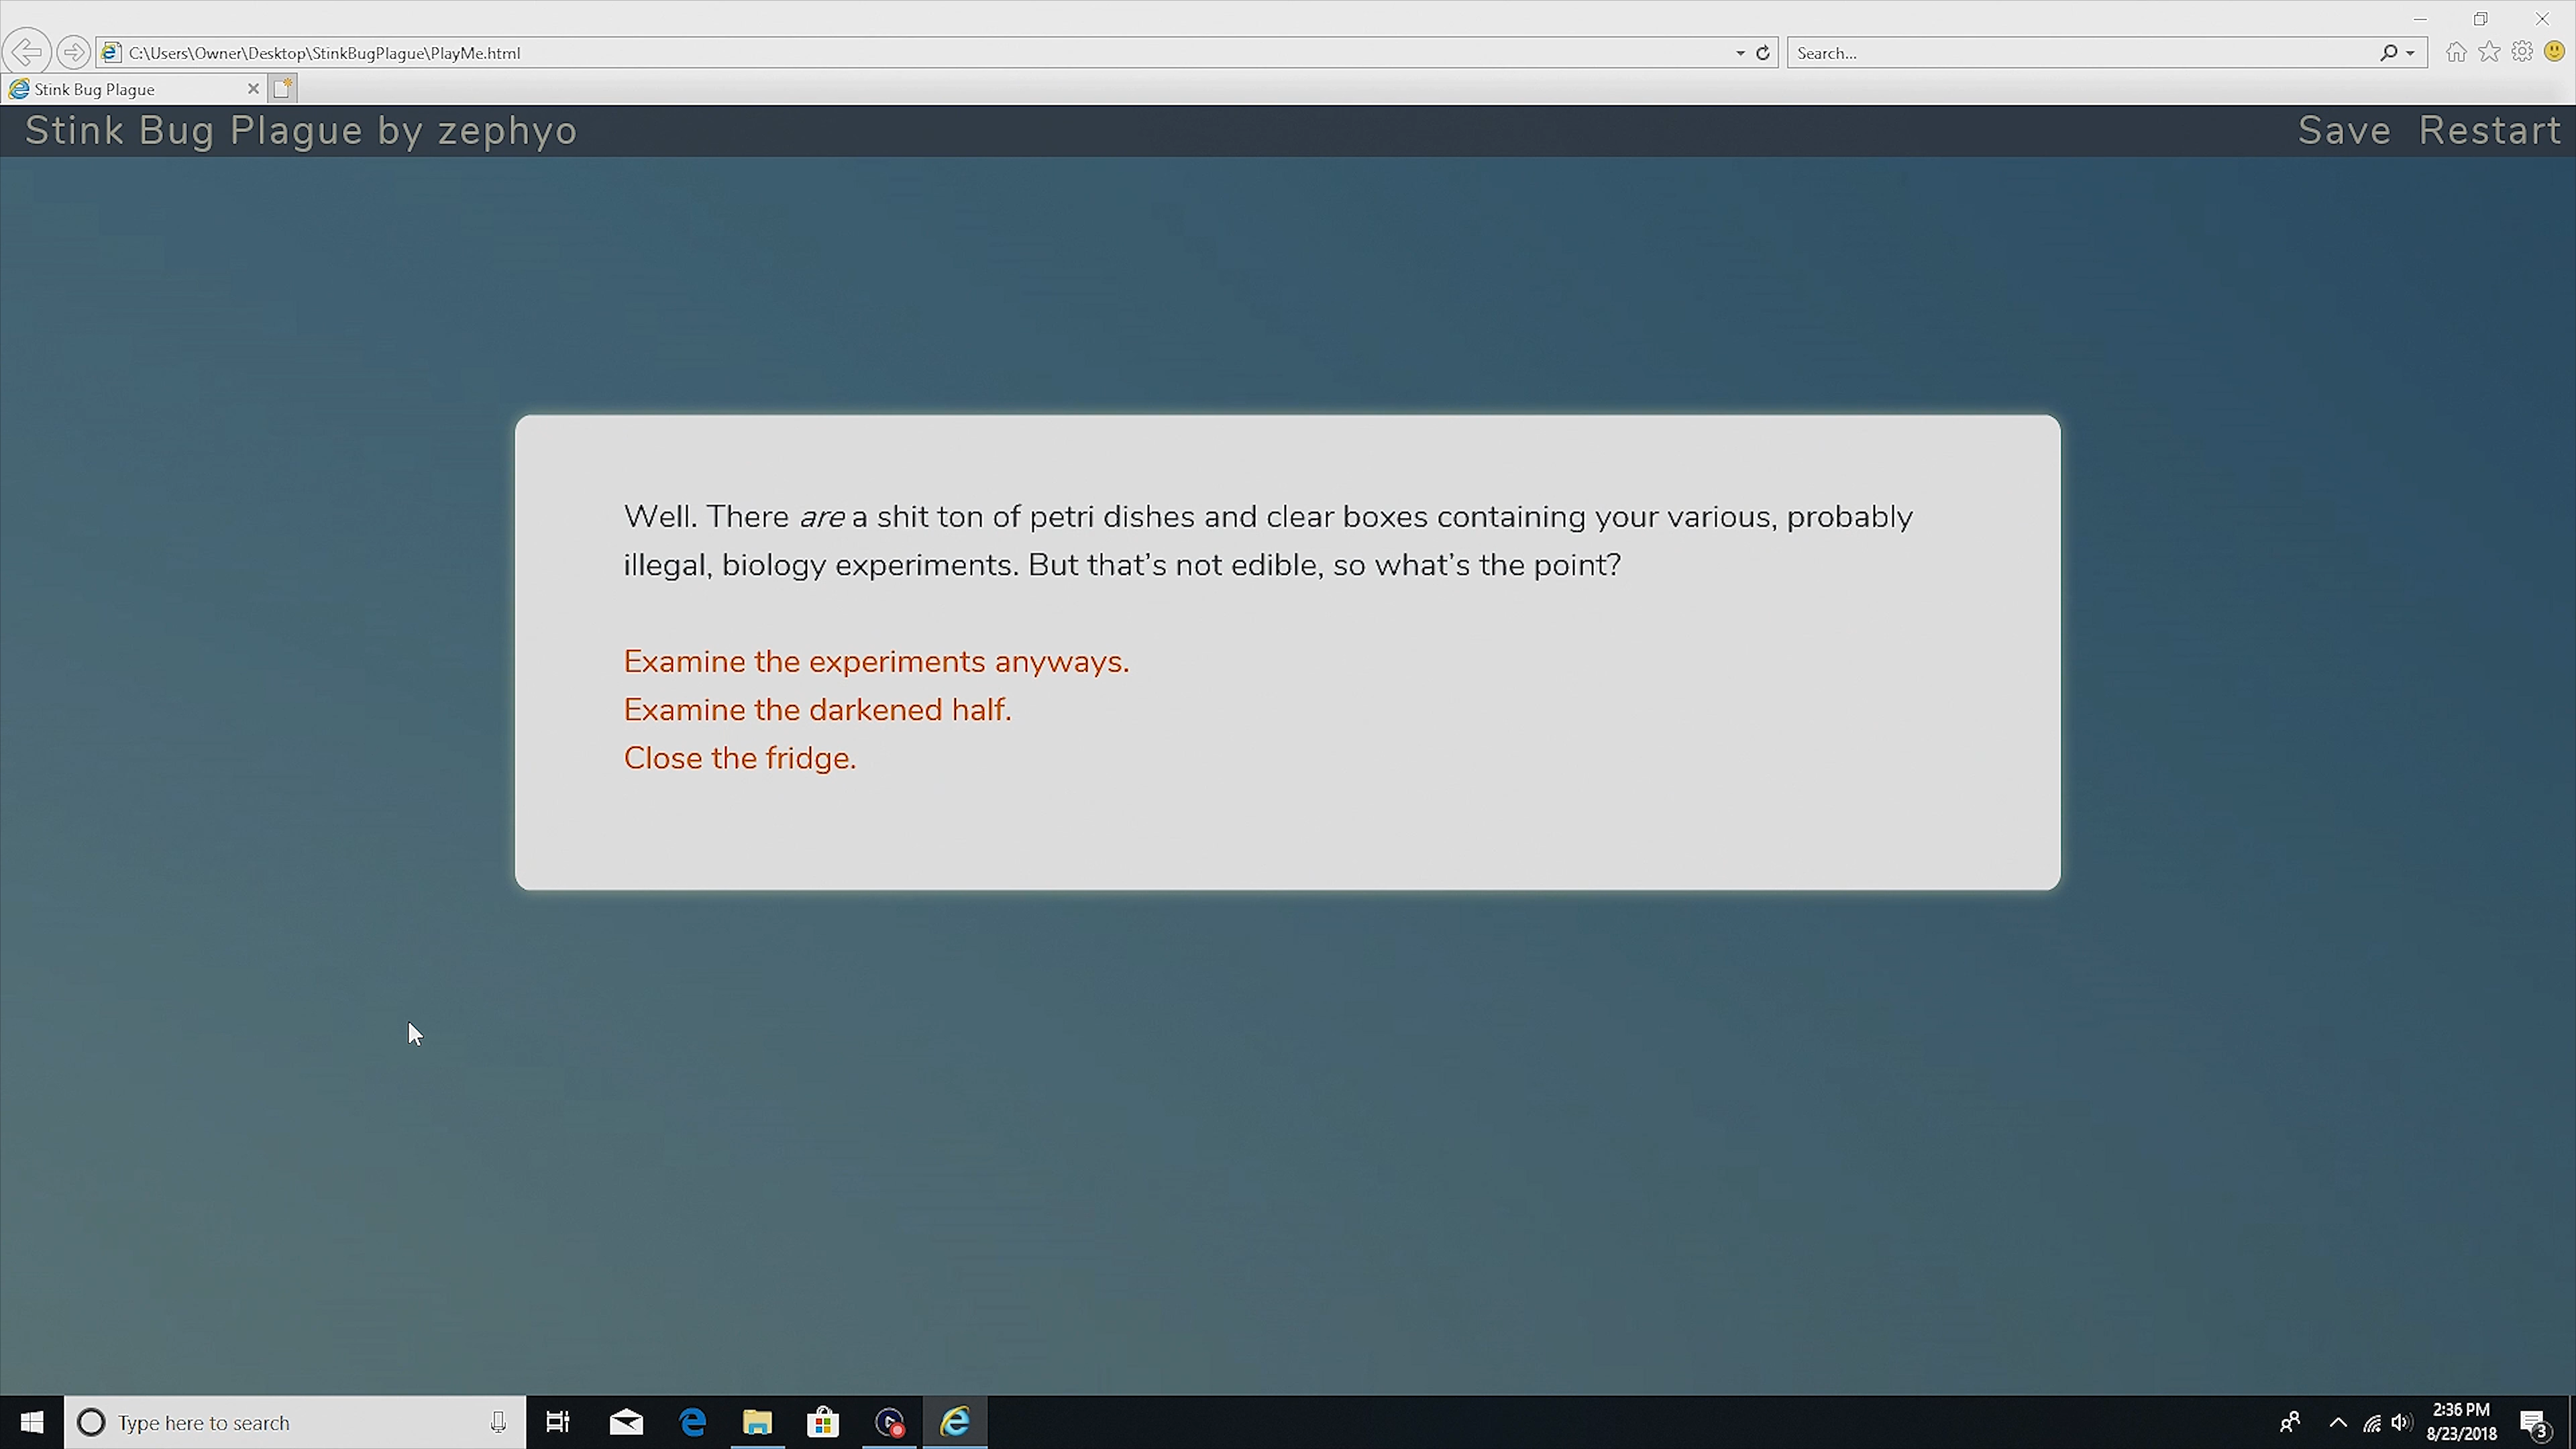 C:\Users\Owner\Desktop\StinkBugPlague\PlayMe.html
Search...
Stink Bug Plague
Stink Bug Plague by zephyo
Save Restart
Well. There are a shit ton of petri dishes and clear boxes containing your various, probably
illegal, biology experiments. But that's not edible, so what's the point?
Examine the experiments anyways.
Examine the darkened half.
Close the fridge.
Type here to search
2:36 PM
8/23/2018
3